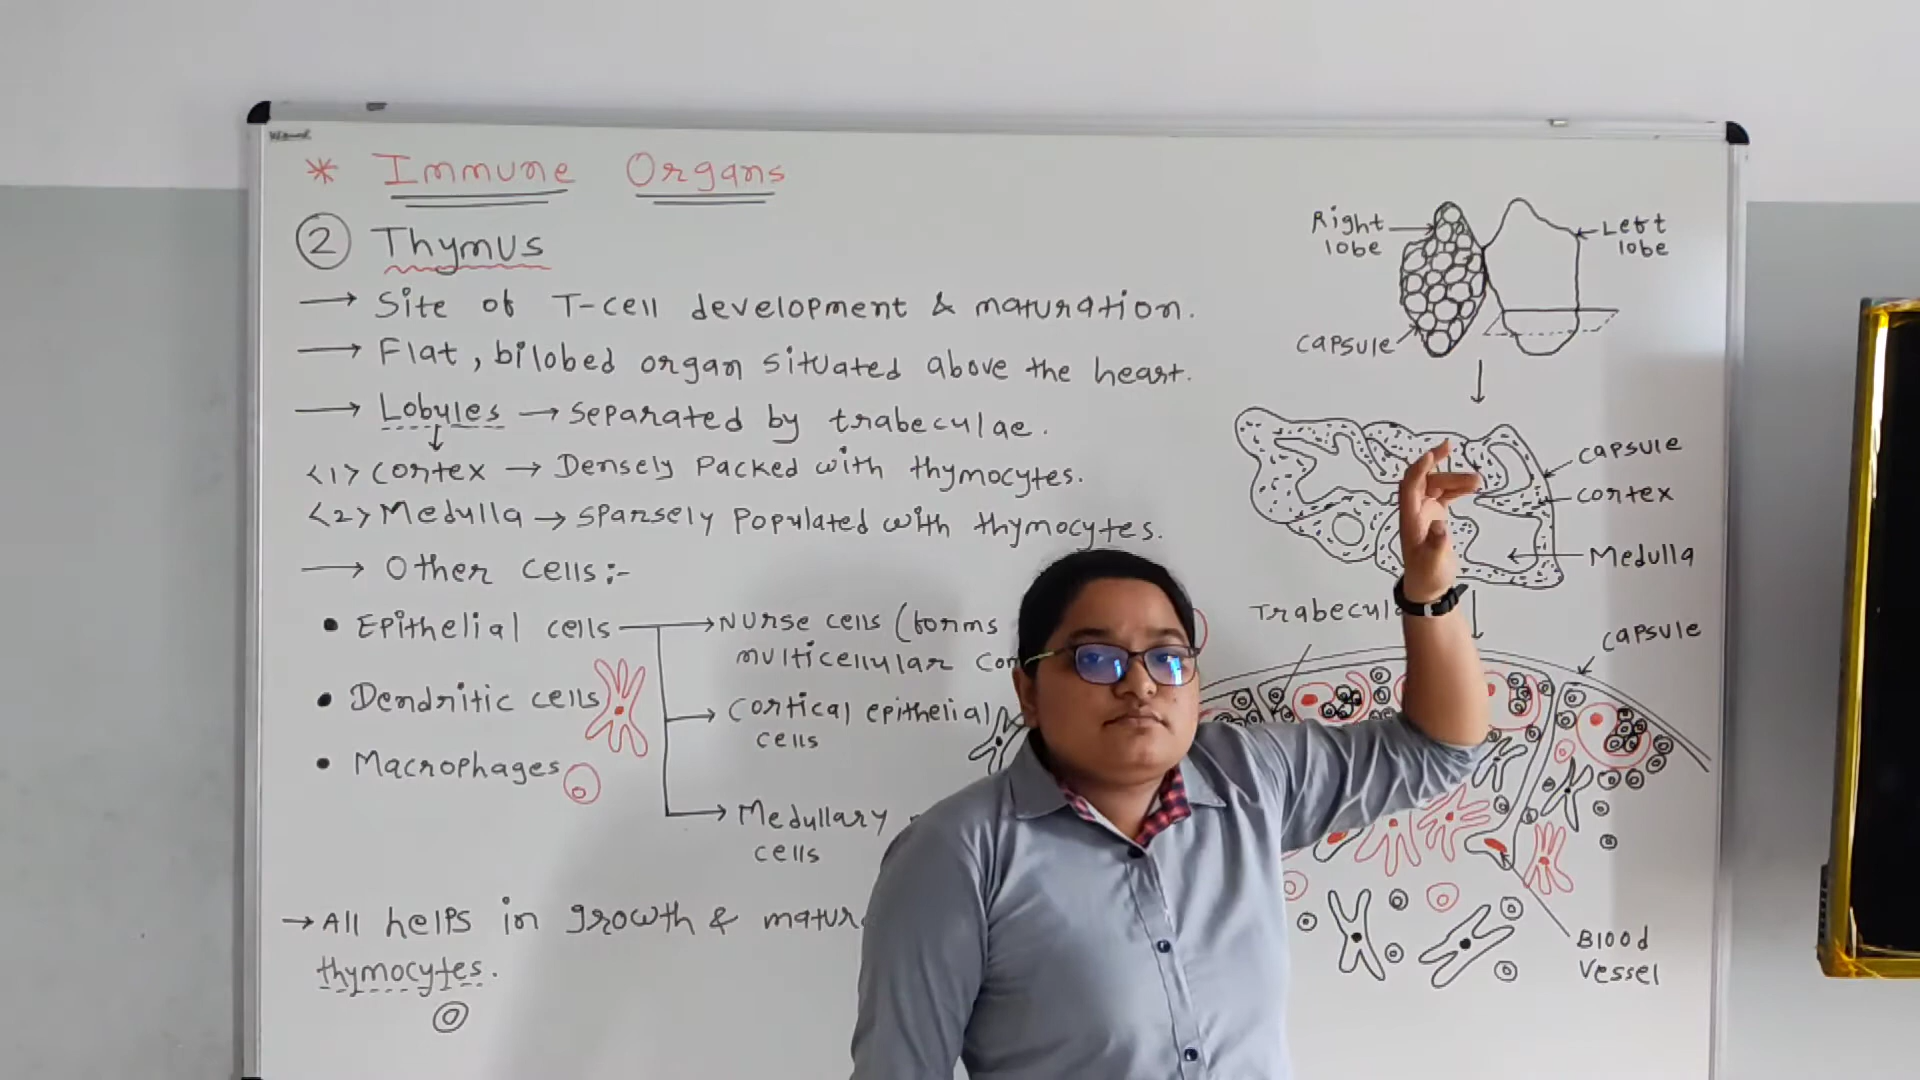 * Immune Organs
② Thymus
→ Site of T-cell development & maturation.
→ Flat, bilobed organ situated above the heart.
→ Lobules → separated by trabeculae.
<1> Cortex → Densely Packed with thymocytes.
<2> Medulla → sparsely populated with thymocytes.
→ Other cells:-
• Epithelial cells → Nurse cells (forms
multicellular
• Dendritic cells
→ Cortical epithelial
cells
• Macrophages
→ Medullary
cells
→ All helps in growth &
thymocytes.
Right
lobe
Left
lobe
capsule
capsule
cortex
Medulla
capsule
Blood
vessel